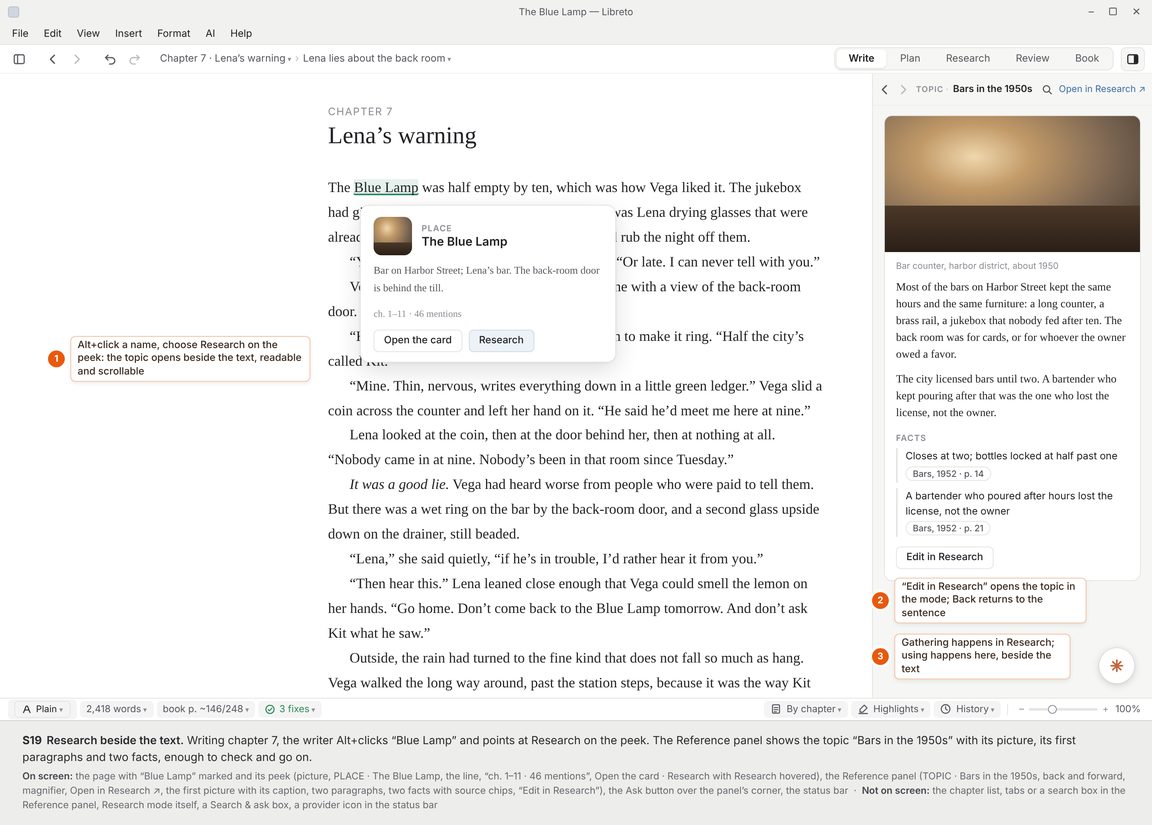 The Blue Lamp — Libreto
File Edit View Insert Format AI Help
Chapter 7 · Lena’s warning ▾ › Lena lies about the back room ▾
Write Plan Research Review Book
CHAPTER 7
Lena’s warning
The Blue Lamp was half empty by ten, which was how Vega liked it. The jukebox
had
was Lena drying glasses that were
rub the night off them.
“Or late. I can never tell with you.”
with a view of the back-room
door.
to make it ring. “Half the city’s
called Kit.
“Mine. Thin, nervous, writes everything down in a little green ledger.” Vega slid a
coin across the counter and left her hand on it. “He said he’d meet me here at nine.”
Lena looked at the coin, then at the door behind her, then at nothing at all.
“Nobody came in at nine. Nobody’s been in that room since Tuesday.”
It was a good lie. Vega had heard worse from people who were paid to tell them.
But there was a wet ring on the bar by the back-room door, and a second glass upside
down on the drainer, still beaded.
“Lena,” she said quietly, “if he’s in trouble, I’d rather hear it from you.”
“Then hear this.” Lena leaned close enough that Vega could smell the lemon on
her hands. “Go home. Don’t come back to the Blue Lamp tomorrow. And don’t ask
Kit what he saw.”
Outside, the rain had turned to the fine kind that does not fall so much as hang.
Vega walked the long way around, past the station steps, because it was the way Kit
PLACE
The Blue Lamp
Bar on Harbor Street; Lena’s bar. The back-room door
is behind the till.
ch. 1–11 · 46 mentions
Open the card Research
1
Alt+click a name, choose Research on the
peek: the topic opens beside the text, readable
and scrollable
TOPIC · Bars in the 1950s Open in Research ↗
Bar counter, harbor district, about 1950
Most of the bars on Harbor Street kept the same
hours and the same furniture: a long counter, a
brass rail, a jukebox that nobody fed after ten. The
back room was for cards, or for whoever the owner
owed a favor.
The city licensed bars until two. A bartender who
kept pouring after that was the one who lost the
license, not the owner.
FACTS
Closes at two; bottles locked at half past one
Bars, 1952 · p. 14
A bartender who poured after hours lost the
license, not the owner
Bars, 1952 · p. 21
Edit in Research
2
“Edit in Research” opens the topic in
the mode; Back returns to the
sentence
3
Gathering happens in Research;
using happens here, beside the
text
Plain ▾ 2,418 words ▾ book p. ~146/248 ▾ 3 fixes ▾ By chapter ▾ Highlights ▾ History ▾ − + 100%
S19 Research beside the text. Writing chapter 7, the writer Alt+clicks “Blue Lamp” and points at Research on the peek. The Reference panel shows the topic “Bars in the 1950s” with its picture, its first
paragraphs and two facts, enough to check and go on.
On screen: the page with “Blue Lamp” marked and its peek (picture, PLACE · The Blue Lamp, the line, “ch. 1–11 · 46 mentions”, Open the card · Research with Research hovered), the Reference panel (TOPIC · Bars in the 1950s, back and forward,
magnifier, Open in Research ↗, the first picture with its caption, two paragraphs, two facts with source chips, “Edit in Research”), the Ask button over the panel’s corner, the status bar · Not on screen: the chapter list, tabs or a search box in the
Reference panel, Research mode itself, a Search & ask box, a provider icon in the status bar